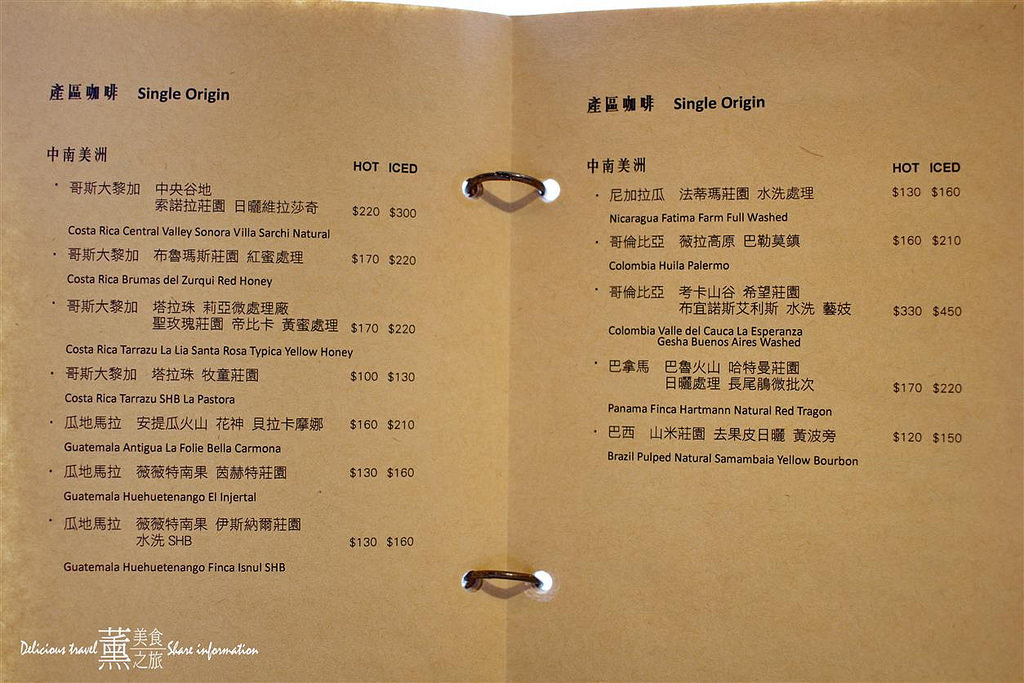 產區咖啡 Single Origin
中南美洲
HOT ICED
· 哥斯大黎加 中央谷地
索諾拉莊園 日曬維拉莎奇 $220 $300
Costa Rica Central Valley Sonora Villa Sarchi Natural
· 哥斯大黎加 布魯瑪斯莊園 紅蜜處理 $170 $220
Costa Rica Brumas del Zurqui Red Honey
· 哥斯大黎加 塔拉珠 莉亞微處理廠
聖玫瑰莊園 帝比卡 黃蜜處理 $170 $220
Costa Rica Tarrazu La Lia Santa Rosa Typica Yellow Honey
· 哥斯大黎加 塔拉珠 牧童莊園 $100 $130
Costa Rica Tarrazu SHB La Pastora
· 瓜地馬拉 安提瓜火山 花神 貝拉卡摩娜 $160 $210
Guatemala Antigua La Folie Bella Carmona
· 瓜地馬拉 薇薇特南果 茵赫特莊園 $130 $160
Guatemala Huehuetenango El Injertal
· 瓜地馬拉 薇薇特南果 伊斯納爾莊園
水洗 SHB $130 $160
Guatemala Huehuetenango Finca Isnul SHB
產區咖啡 Single Origin
中南美洲
HOT ICED
· 尼加拉瓜 法蒂瑪莊園 水洗處理 $130 $160
Nicaragua Fatima Farm Full Washed
· 哥倫比亞 薇拉高原 巴勒莫鎮 $160 $210
Colombia Huila Palermo
· 哥倫比亞 考卡山谷 希望莊園
布宜諾斯艾利斯 水洗 藝妓 $330 $450
Colombia Valle del Cauca La Esperanza
Gesha Buenos Aires Washed
· 巴拿馬 巴魯火山 哈特曼莊園
日曬處理 長尾鵑微批次 $170 $220
Panama Finca Hartmann Natural Red Tragon
· 巴西 山米莊園 去果皮日曬 黃波旁 $120 $150
Brazil Pulped Natural Samambaia Yellow Bourbon
Delicious travel 薰 美食之旅 Share information